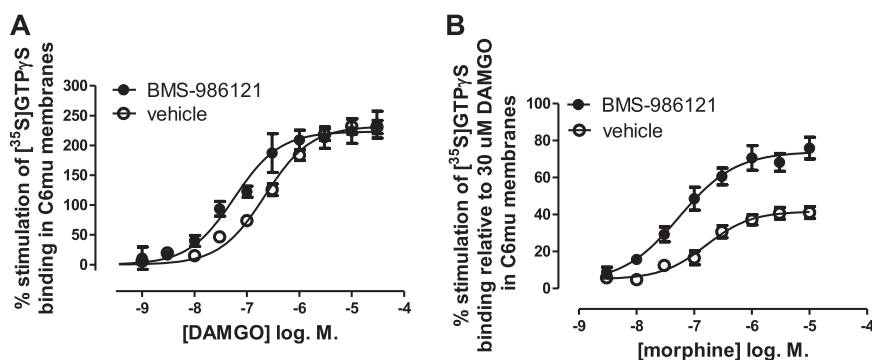 A
% stimulation of [³⁵S]GTPγS
binding in C6mu membranes
300
250
200
150
100
50
0
BMS-986121
vehicle
-9
-8
-7
-6
-5
-4
[DAMGO] log. M.
B
% stimulation of [³⁵S]GTPγS
binding relative to 30 uM DAMGO
in C6mu membranes
100
80
60
40
20
0
BMS-986121
vehicle
-9
-8
-7
-6
-5
-4
[morphine] log. M.